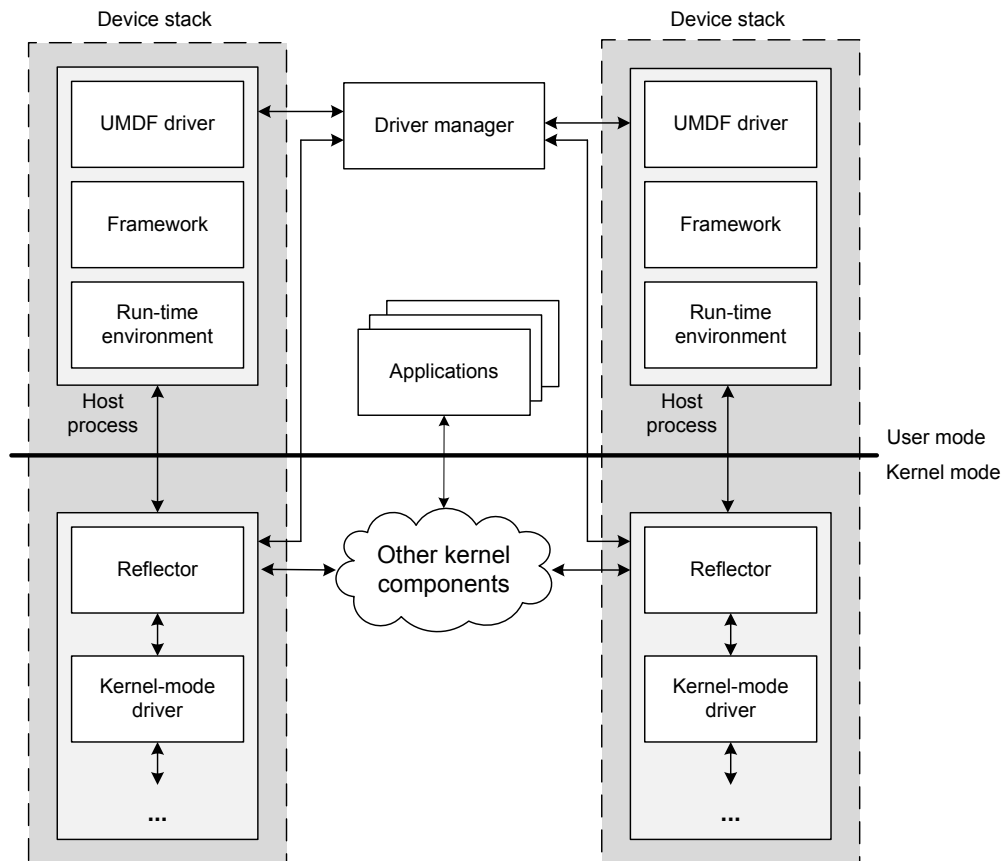 Device stack
Device stack
UMDF driver
Driver manager
UMDF driver
Framework
Framework
Run-time
environment
Applications
Run-time
environment
Host
process
Host
process
User mode
Kernel mode
Reflector
Other kernel
components
Reflector
Kernel-mode
driver
Kernel-mode
driver
...
...